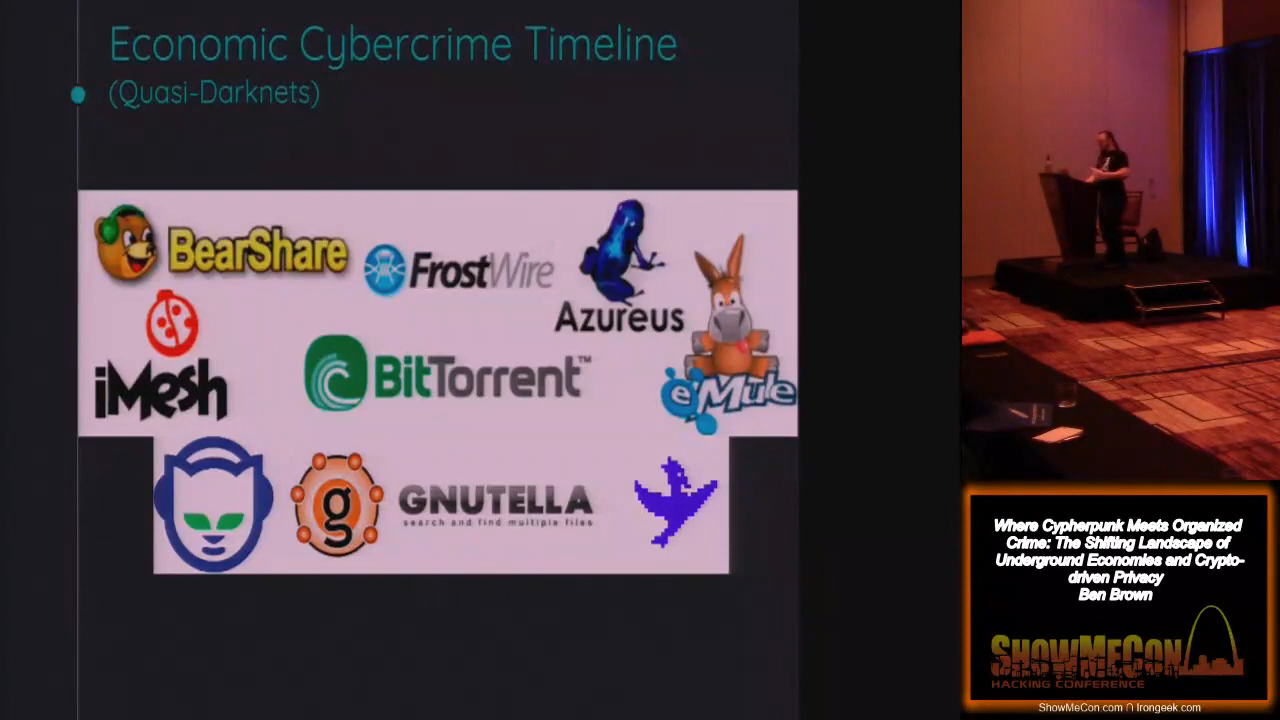 Economic Cybercrime Timeline
(Quasi-Darknets)
BearShare
FrostWire
Azureus
iMesh
BitTorrent™
eMule
g
GNUTELLA
search and find multiple files
Where Cypherpunk Meets Organized
Crime: The Shifting Landscape of
Underground Economies and Crypto-
driven Privacy
Ben Brown
ShowMeCon
HACKING CONFERENCE
ShowMeCon.com ∩ Irongeek.com